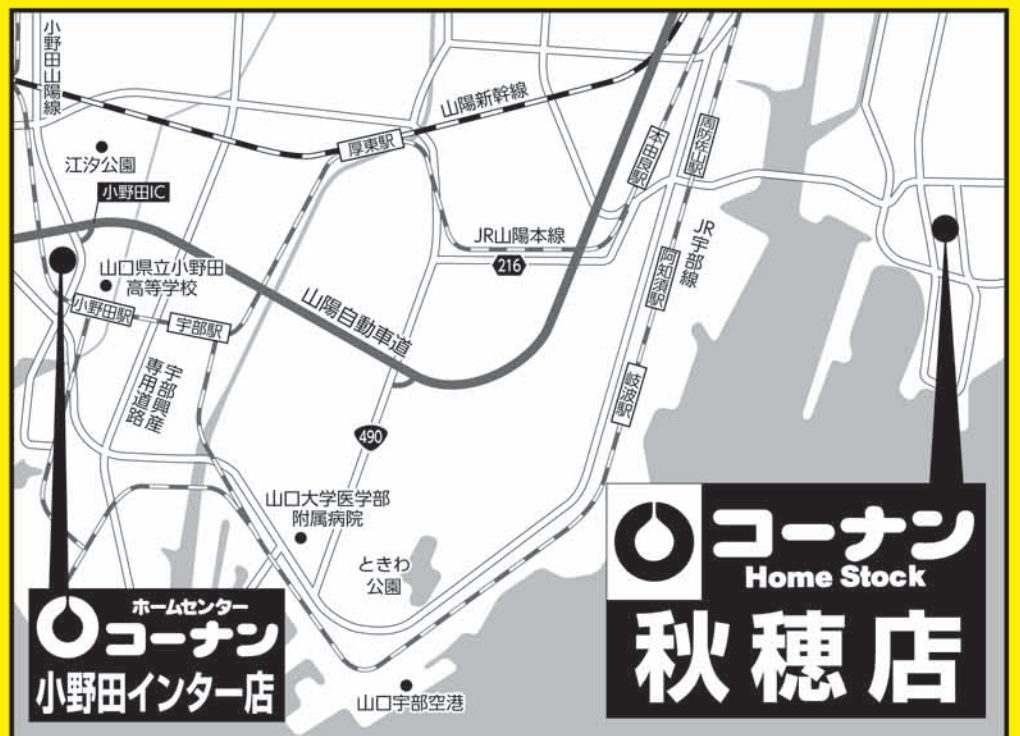 小野田山陽線
山陽新幹線
江汐公園
厚東駅
小野田IC
本由良駅
周防佐山駅
JR山陽本線
216
JR宇部線
阿知須駅
山口県立小野田
高等学校
小野田駅
宇部駅
山陽自動車道
宇部興産
専用道路
岐波駅
490
山口大学医学部
附属病院
ときわ
公園
山口宇部空港
ホームセンター
コーナン
小野田インター店
コーナン
Home Stock
秋穂店